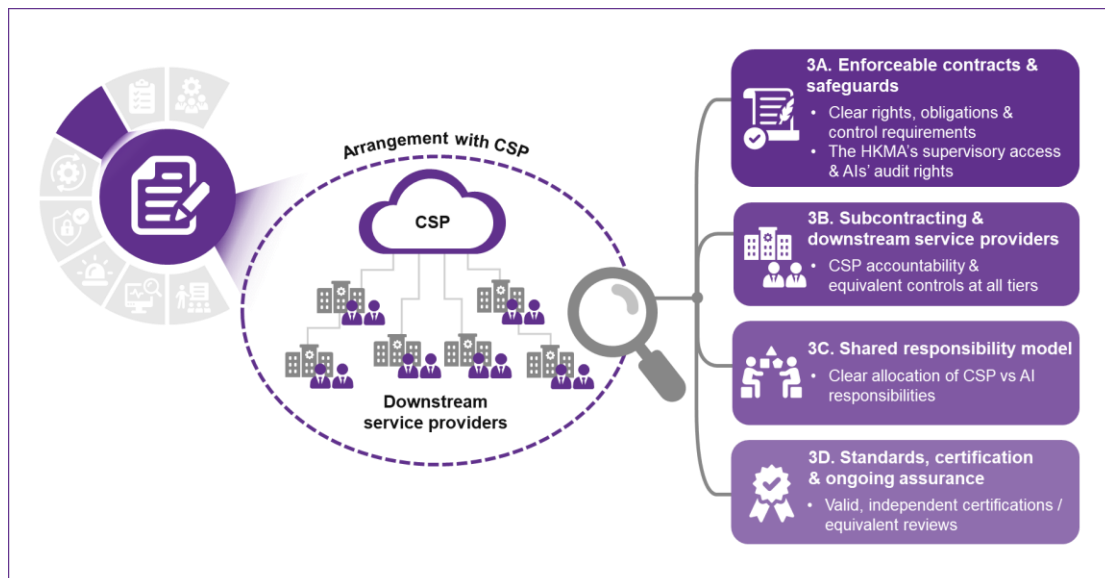 Arrangement with CSP
CSP
Downstream
service providers
3A. Enforceable contracts &
safeguards
• Clear rights, obligations &
control requirements
• The HKMA's supervisory access
& AIs' audit rights
3B. Subcontracting &
downstream service providers
• CSP accountability &
equivalent controls at all tiers
3C. Shared responsibility model
• Clear allocation of CSP vs AI
responsibilities
3D. Standards, certification
& ongoing assurance
• Valid, independent certifications /
equivalent reviews